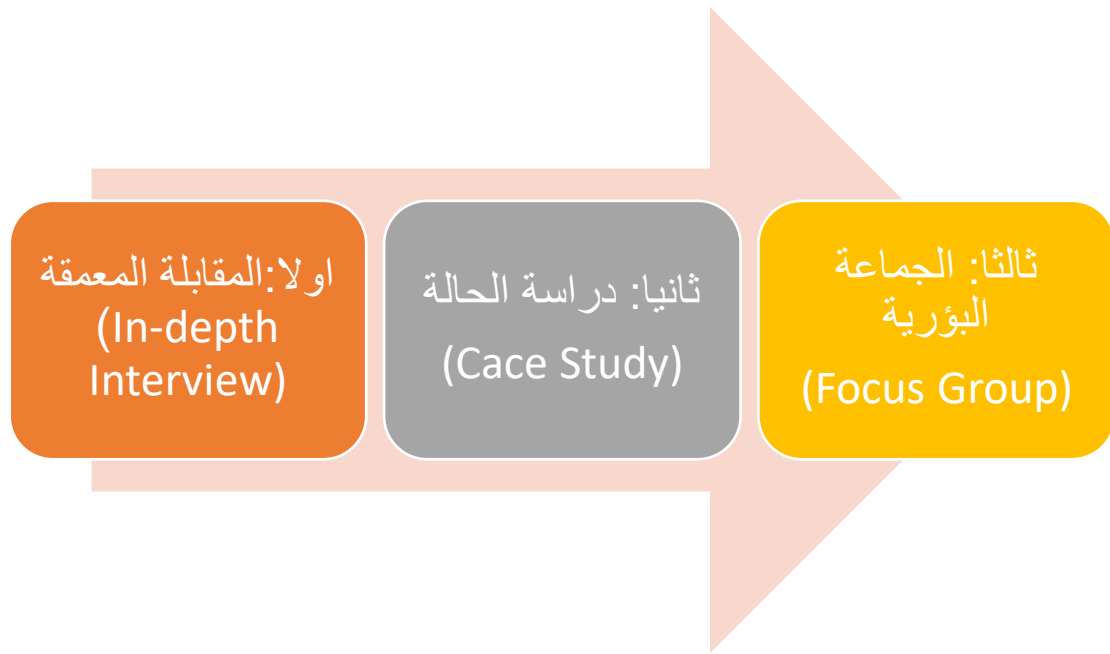 اولا:المقابلة المعمقة
(In-depth
Interview)
ثانيا: دراسة الحالة
(Cace Study)
ثالثا: الجماعة
البؤرية
(Focus Group)